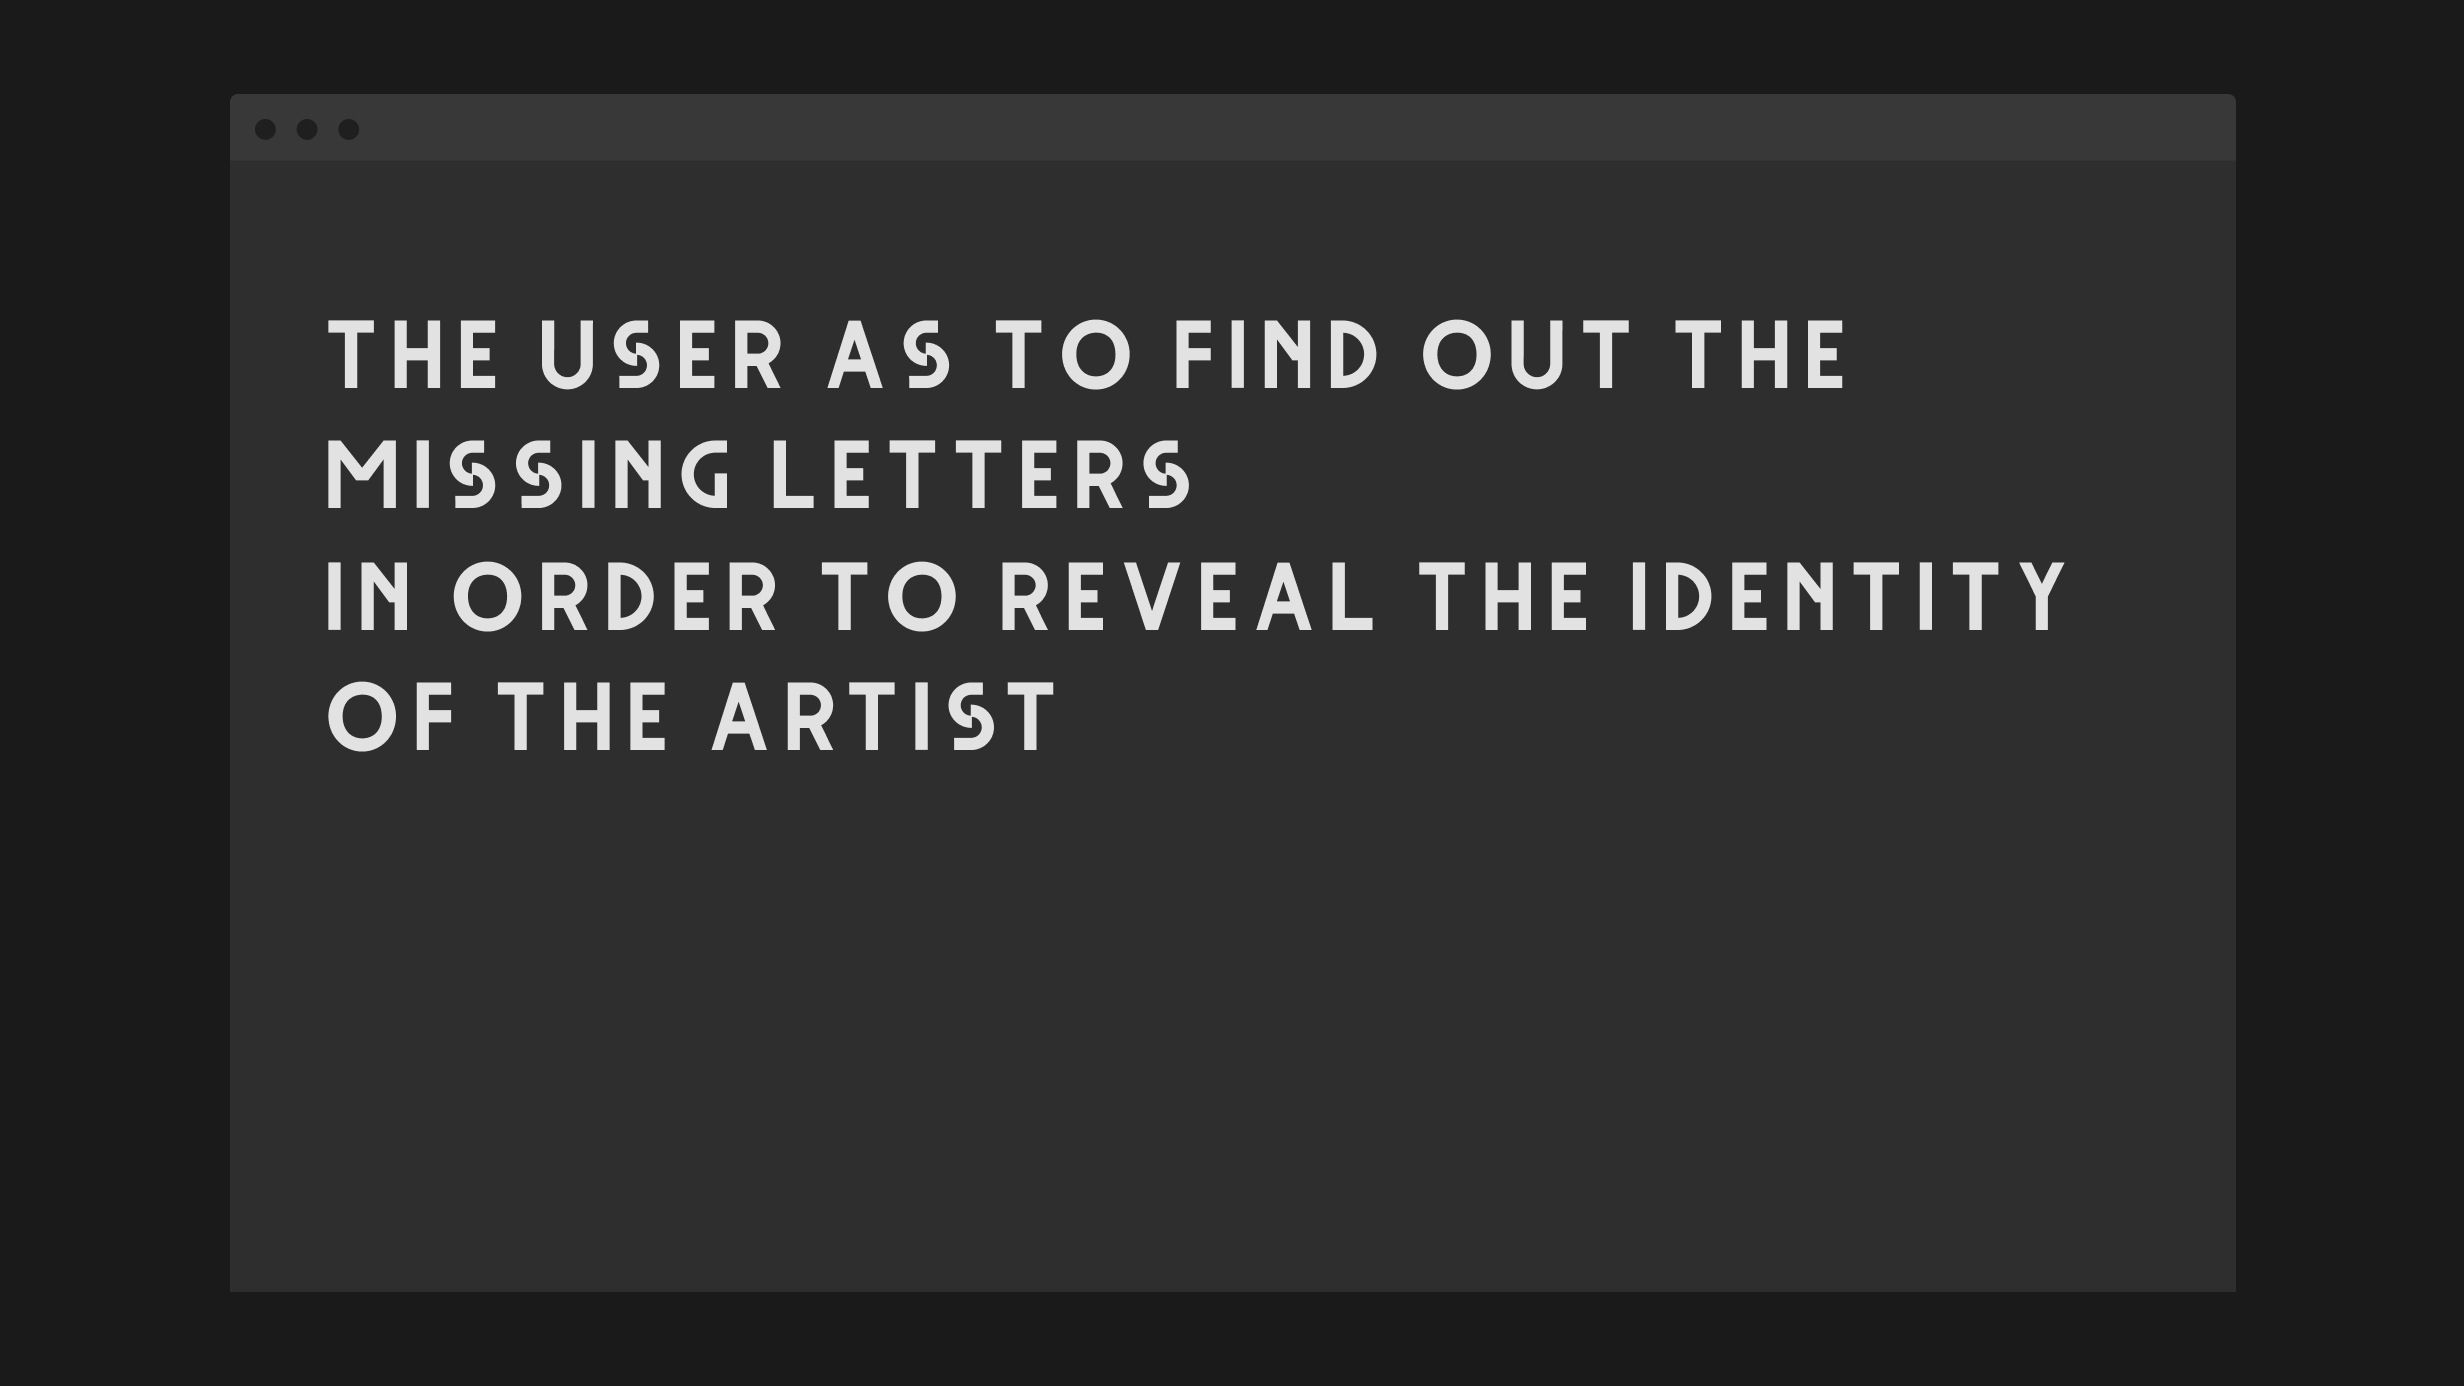 THE USER AS TO FIND OUT THE
MISSING LETTERS
IN ORDER TO REVEAL THE IDENTITY
OF THE ARTIST